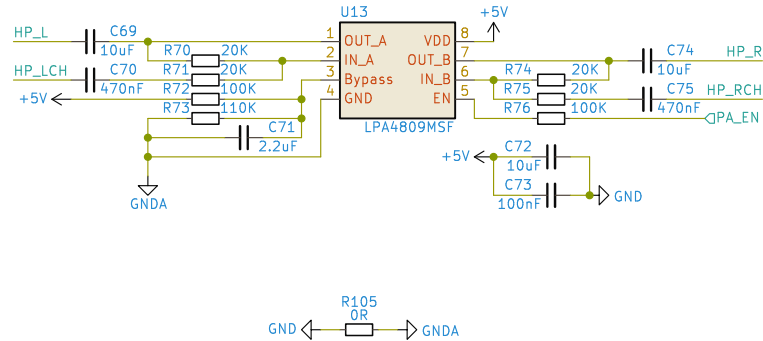 U13
+5V
HP_L
C69
10uF
1
OUT_A
VDD
8
C74
10uF
HP_R
R70
20K
2
IN_A
OUT_B
7
HP_LCH
C70
470nF
R71
20K
3
Bypass
IN_B
6
R74
20K
+5V
R72
100K
4
GND
EN
5
R75
20K
C75
470nF
HP_RCH
R73
110K
R76
100K
PA_EN
C71
2.2uF
LPA4809MSF
+5V
C72
10uF
C73
100nF
GND
GNDA
R105
0R
GND
GNDA